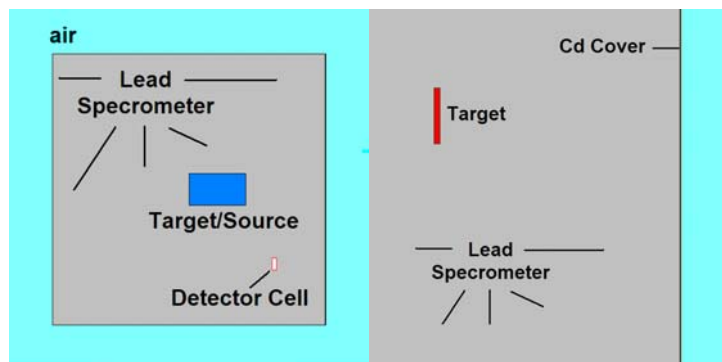 air
Lead
Specrometer
Target/Source
Detector Cell
Cd Cover
Target
Lead
Specrometer